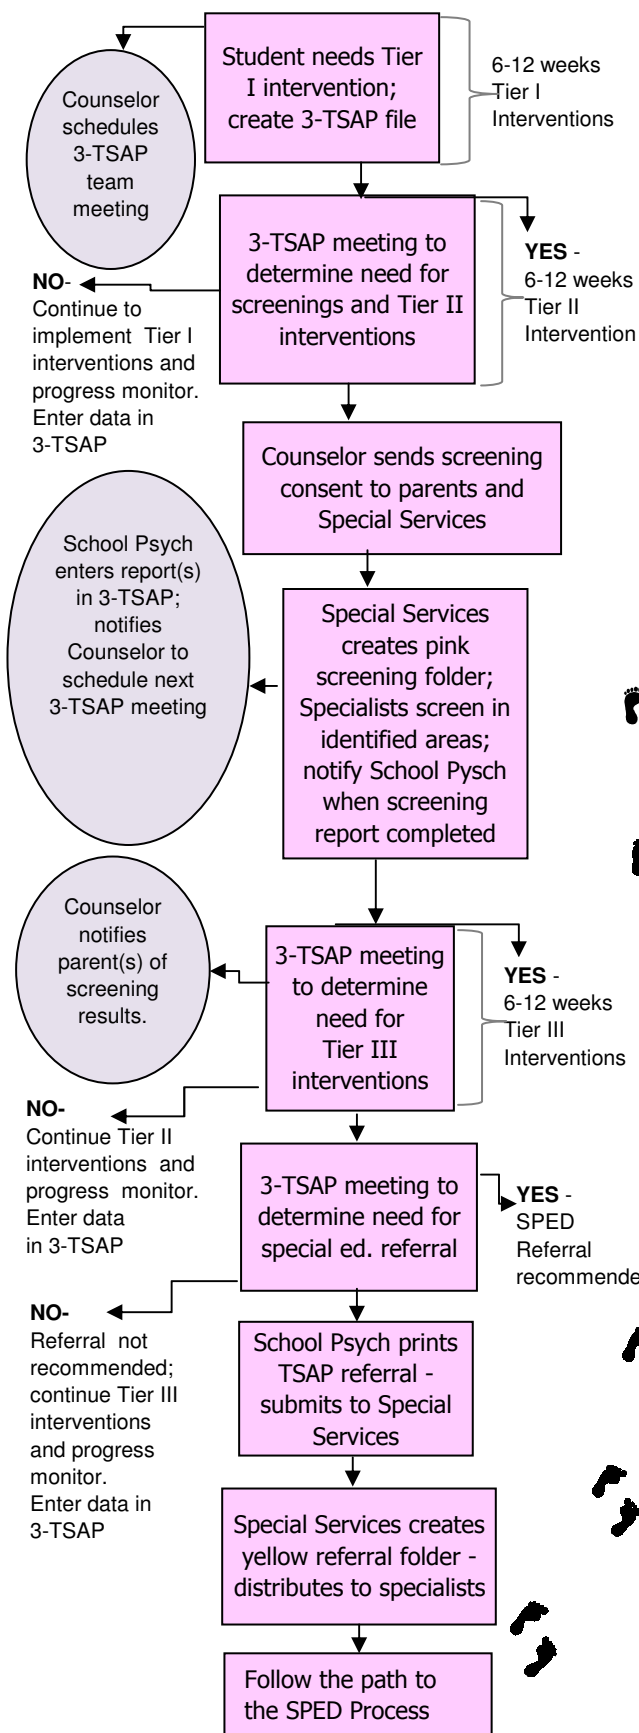 Student needs Tier
I intervention;
create 3-TSAP file
6-12 weeks
Tier I
Interventions
Counselor
schedules
3-TSAP
team
meeting
3-TSAP meeting to
determine need for
screenings and Tier II
interventions
YES -
6-12 weeks
Tier II
Intervention
NO-
Continue to
implement Tier I
interventions and
progress monitor.
Enter data in
3-TSAP
Counselor sends screening
consent to parents and
Special Services
School Psych
enters report(s)
in 3-TSAP;
notifies
Counselor to
schedule next
3-TSAP meeting
Special Services
creates pink
screening folder;
Specialists screen in
identified areas;
notify School Pysch
when screening
report completed
Counselor
notifies
parent(s) of
screening
results.
3-TSAP meeting
to determine
need for
Tier III
interventions
YES -
6-12 weeks
Tier III
Interventions
NO-
Continue Tier II
interventions and
progress monitor.
Enter data
in 3-TSAP
3-TSAP meeting to
determine need for
special ed. referral
YES -
SPED
Referral
recommende
NO-
Referral not
recommended;
continue Tier III
interventions
and progress
monitor.
Enter data in
3-TSAP
School Psych prints
TSAP referral -
submits to Special
Services
Special Services creates
yellow referral folder -
distributes to specialists
Follow the path to
the SPED Process